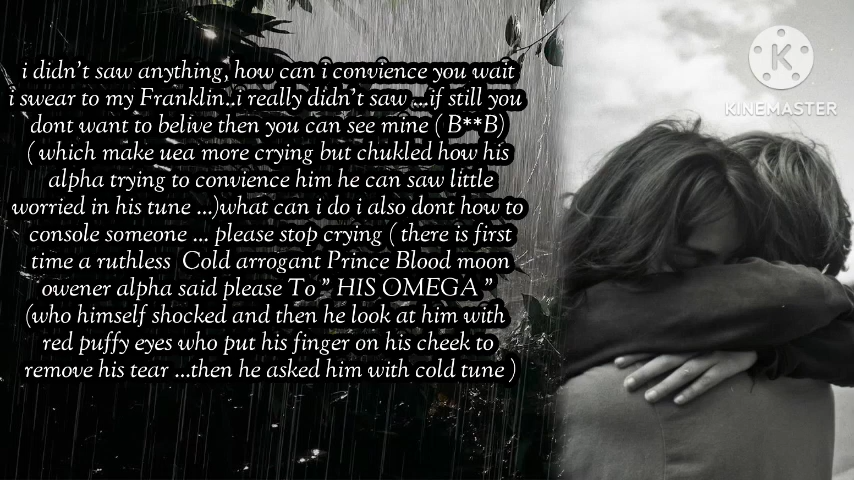 i didn't saw anything, how can i convience you wait
i swear to my Franklin..i really didn't saw ...if still you
dont want to belive then you can see mine ( B**B)
( which make uea more crying but chukled how his
alpha trying to convience him he can saw little
worried in his tune ...)what can i do i also dont how to
console someone ... please stop crying ( there is first
time a ruthless Cold arrogant Prince Blood moon
owener alpha said please To " HIS OMEGA "
(who himself shocked and then he look at him with
red puffy eyes who put his finger on his cheek to
remove his tear ...then he asked him with cold tune )
K
KINEMASTER